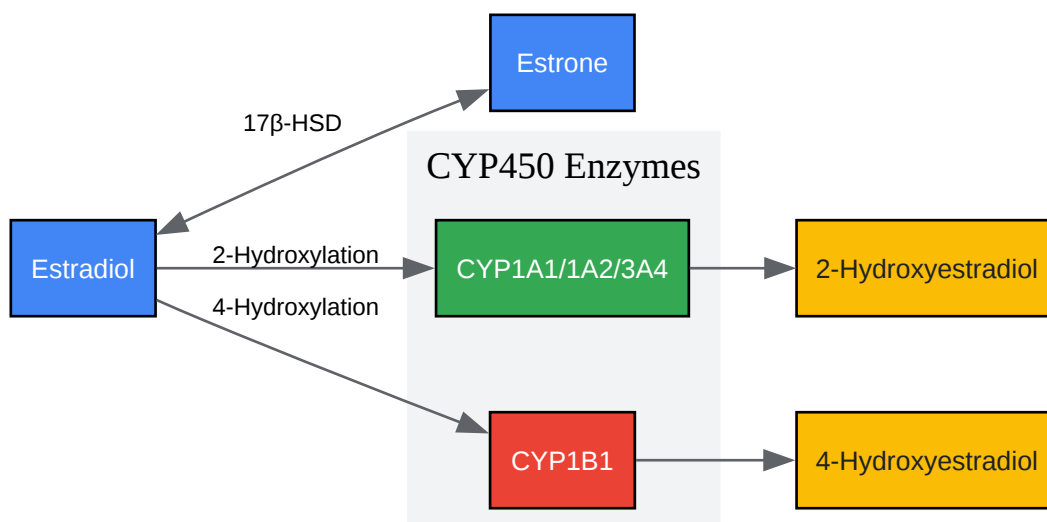 Estrone
17β-HSD
CYP450 Enzymes
Estradiol
2-Hydroxylation
CYP1A1/1A2/3A4
2-Hydroxyestradiol
4-Hydroxylation
CYP1B1
4-Hydroxyestradiol